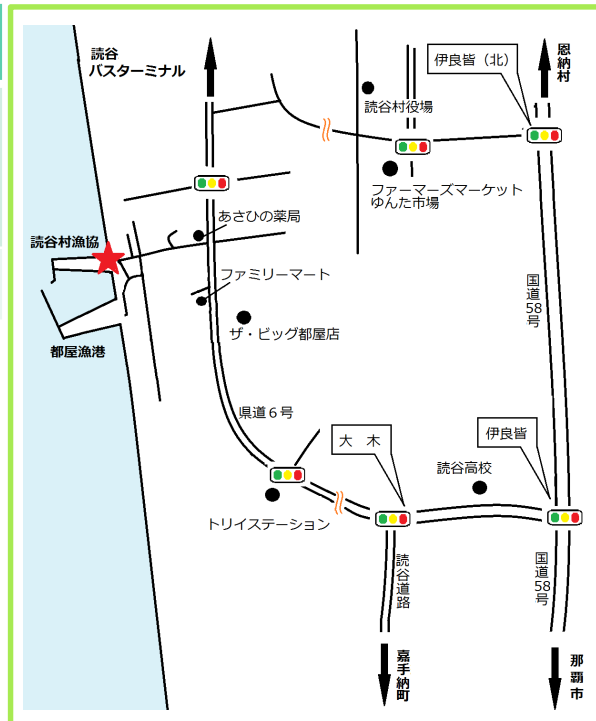 読谷
バスターミナル
伊良皆（北）
恩納村
読谷村役場
ファーマーズマーケット
ゆんた市場
あさひの薬局
読谷村漁協
ファミリーマート
国道58号
ザ・ビッグ都屋店
都屋漁港
県道６号
大　木
伊良皆
読谷高校
トリイステーション
読谷道路
国道58号
嘉手納町
那覇市